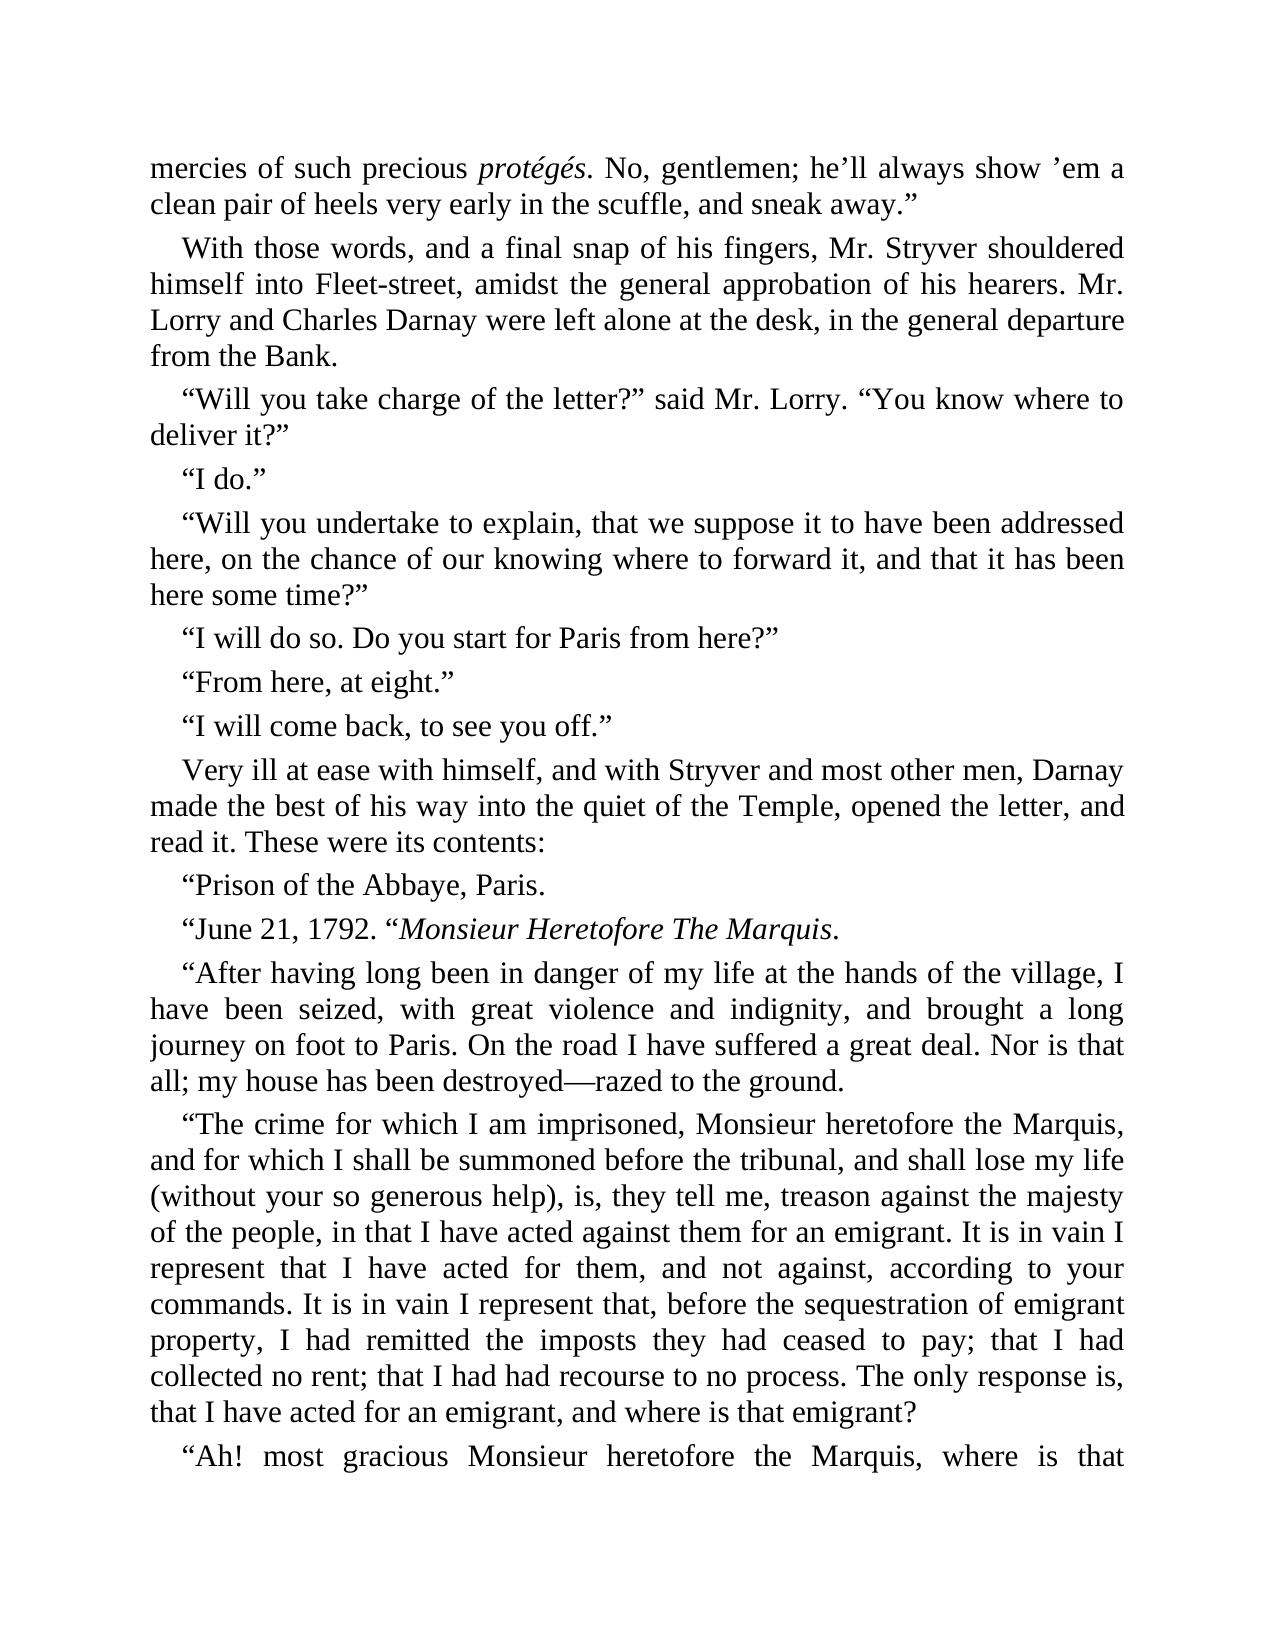 mercies of such precious protégés. No, gentlemen; he’ll always show ’em a
clean pair of heels very early in the scuffle, and sneak away.”
With those words, and a final snap of his fingers, Mr. Stryver shouldered
himself into Fleet-street, amidst the general approbation of his hearers. Mr.
Lorry and Charles Darnay were left alone at the desk, in the general departure
from the Bank.
“Will you take charge of the letter?” said Mr. Lorry. “You know where to
deliver it?”
“I do.”
“Will you undertake to explain, that we suppose it to have been addressed
here, on the chance of our knowing where to forward it, and that it has been
here some time?”
“I will do so. Do you start for Paris from here?”
“From here, at eight.”
“I will come back, to see you off.”
Very ill at ease with himself, and with Stryver and most other men, Darnay
made the best of his way into the quiet of the Temple, opened the letter, and
read it. These were its contents:
“Prison of the Abbaye, Paris.
“June 21, 1792. “Monsieur Heretofore The Marquis.
“After having long been in danger of my life at the hands of the village, I
have been seized, with great violence and indignity, and brought a long
journey on foot to Paris. On the road I have suffered a great deal. Nor is that
all; my house has been destroyed—razed to the ground.
“The crime for which I am imprisoned, Monsieur heretofore the Marquis,
and for which I shall be summoned before the tribunal, and shall lose my life
(without your so generous help), is, they tell me, treason against the majesty
of the people, in that I have acted against them for an emigrant. It is in vain I
represent that I have acted for them, and not against, according to your
commands. It is in vain I represent that, before the sequestration of emigrant
property, I had remitted the imposts they had ceased to pay; that I had
collected no rent; that I had had recourse to no process. The only response is,
that I have acted for an emigrant, and where is that emigrant?
“Ah! most gracious Monsieur heretofore the Marquis, where is that